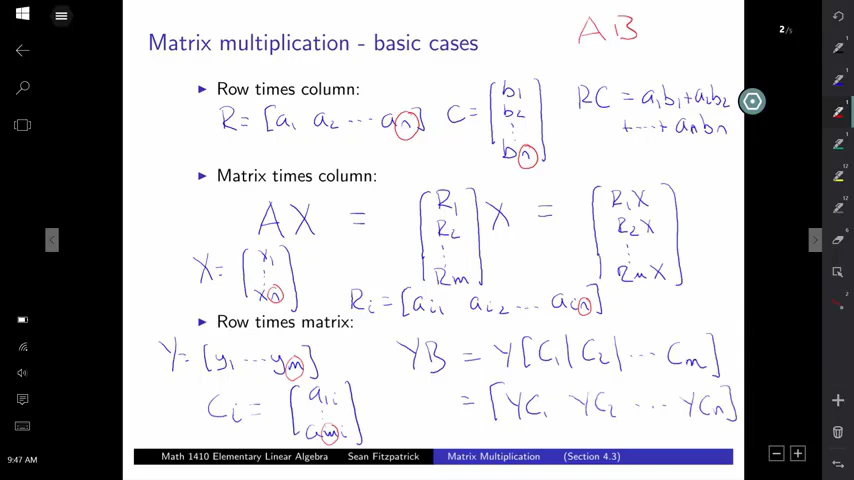 A B
2/5
Matrix multiplication - basic cases
▶ Row times column:
R = [a₁ a₂ ⋯ aₙ] C = [b₁ b₂ ⋮ bₙ] RC = a₁b₁+a₂b₂
+⋯+ aₙbₙ
▶ Matrix times column:
AX = [R₁ R₂ ⋮ Rₘ] X = [R₁X R₂X ⋮ RₘX]
X = [x₁ ⋮ xₙ]
Rᵢ = [aᵢ₁ aᵢ₂ ⋯ aᵢₙ]
▶ Row times matrix:
Y = [y₁ ⋯ yₘ] YB = Y[C₁|C₂|⋯ Cₙ]
Cᵢ = [a₁ᵢ ⋮ aₘᵢ] = [YC₁ YC₂ ⋯ YCₙ]
9:47 AM
Math 1410 Elementary Linear Algebra Sean Fitzpatrick Matrix Multiplication (Section 4.3)